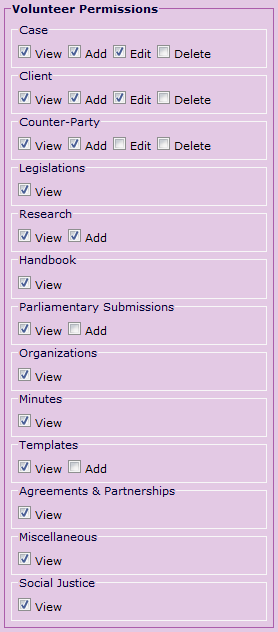 Volunteer Permissions
Case
View Add Edit Delete
Client
View Add Edit Delete
Counter-Party
View Add Edit Delete
Legislations
View
Research
View Add
Handbook
View
Parliamentary Submissions
View Add
Organizations
View
Minutes
View
Templates
View Add
Agreements & Partnerships
View
Miscellaneous
View
Social Justice
View